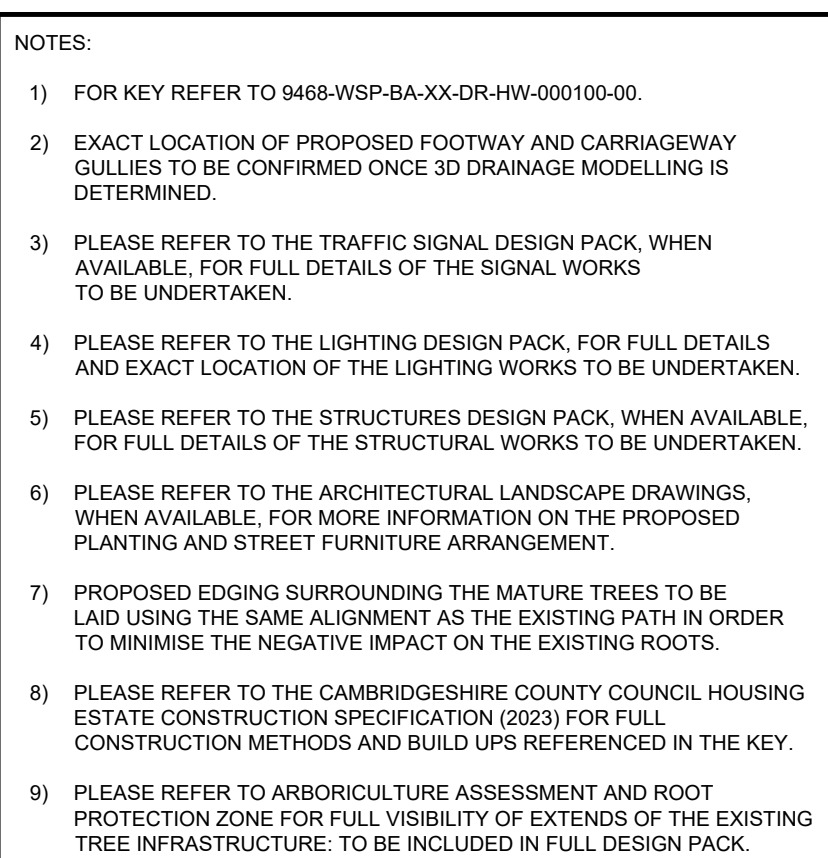 NOTES:
1) FOR KEY REFER TO 9468-WSP-BA-XX-DR-HW-000100-00.
2) EXACT LOCATION OF PROPOSED FOOTWAY AND CARRIAGEWAY
GULLIES TO BE CONFIRMED ONCE 3D DRAINAGE MODELLING IS
DETERMINED.
3) PLEASE REFER TO THE TRAFFIC SIGNAL DESIGN PACK, WHEN
AVAILABLE, FOR FULL DETAILS OF THE SIGNAL WORKS
TO BE UNDERTAKEN.
4) PLEASE REFER TO THE LIGHTING DESIGN PACK, FOR FULL DETAILS
AND EXACT LOCATION OF THE LIGHTING WORKS TO BE UNDERTAKEN.
5) PLEASE REFER TO THE STRUCTURES DESIGN PACK, WHEN AVAILABLE,
FOR FULL DETAILS OF THE STRUCTURAL WORKS TO BE UNDERTAKEN.
6) PLEASE REFER TO THE ARCHITECTURAL LANDSCAPE DRAWINGS,
WHEN AVAILABLE, FOR MORE INFORMATION ON THE PROPOSED
PLANTING AND STREET FURNITURE ARRANGEMENT.
7) PROPOSED EDGING SURROUNDING THE MATURE TREES TO BE
LAID USING THE SAME ALIGNMENT AS THE EXISTING PATH IN ORDER
TO MINIMISE THE NEGATIVE IMPACT ON THE EXISTING ROOTS.
8) PLEASE REFER TO THE CAMBRIDGESHIRE COUNTY COUNCIL HOUSING
ESTATE CONSTRUCTION SPECIFICATION (2023) FOR FULL
CONSTRUCTION METHODS AND BUILD UPS REFERENCED IN THE KEY.
9) PLEASE REFER TO ARBORICULTURE ASSESSMENT AND ROOT
PROTECTION ZONE FOR FULL VISIBILITY OF EXTENDS OF THE EXISTING
TREE INFRASTRUCTURE: TO BE INCLUDED IN FULL DESIGN PACK.